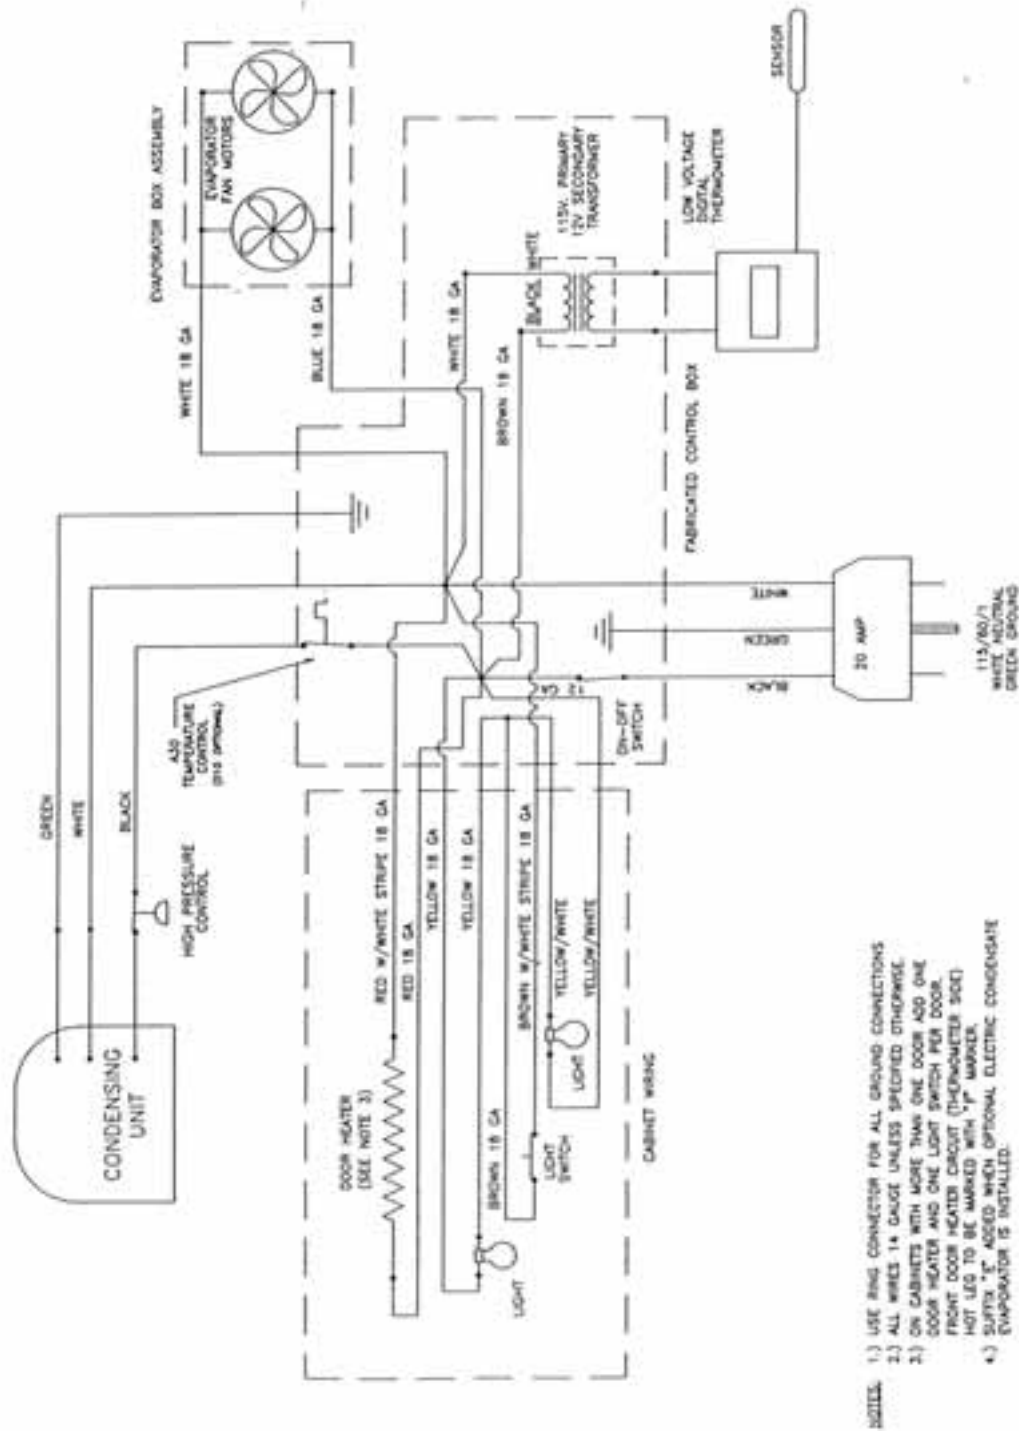 EVAPORATOR BOX ASSEMBLY
EVAPORATOR
FAN MOTORS
WHITE 18 GA
BLUE 18 GA
SENSOR
115V. PRIMARY
12V SECONDARY
TRANSFORMER
LOW VOLTAGE
DIGITAL
THERMOMETER
WHITE
BLACK
WHITE 18 GA
BROWN 18 GA
FABRICATED CONTROL BOX
GREEN
WHITE
BLACK
HIGH PRESSURE
CONTROL
TEMPERATURE
CONTROL
CONDENSING
UNIT
WHITE
GREEN
BLACK
20 AMP
115/60/1
WHITE NEUTRAL
GREEN GROUND
12 GA
ON-OFF
SWITCH
RED W/WHITE STRIPE 18 GA
RED 18 GA
YELLOW 18 GA
YELLOW 18 GA
BROWN W/WHITE STRIPE 18 GA
YELLOW/WHITE
YELLOW/WHITE
DOOR HEATER
(SEE NOTE 3)
BROWN 18 GA
LIGHT
LIGHT
SWITCH
LIGHT
CABINET WIRING
NOTES:
1.) USE RING CONNECTOR FOR ALL GROUND CONNECTIONS
2.) ALL WIRES 14 GAUGE UNLESS SPECIFIED OTHERWISE.
3.) ON CABINETS WITH MORE THAN ONE DOOR ADD ONE
DOOR HEATER AND ONE LIGHT SWITCH PER DOOR.
FRONT DOOR HEATER CIRCUIT (THERMOMETER SIDE)
HOT LEG TO BE MARKED WITH "P" MARKER.
4.) SUFFIX "E" ADDED WHEN OPTIONAL ELECTRIC CONDENSATE
EVAPORATOR IS INSTALLED.